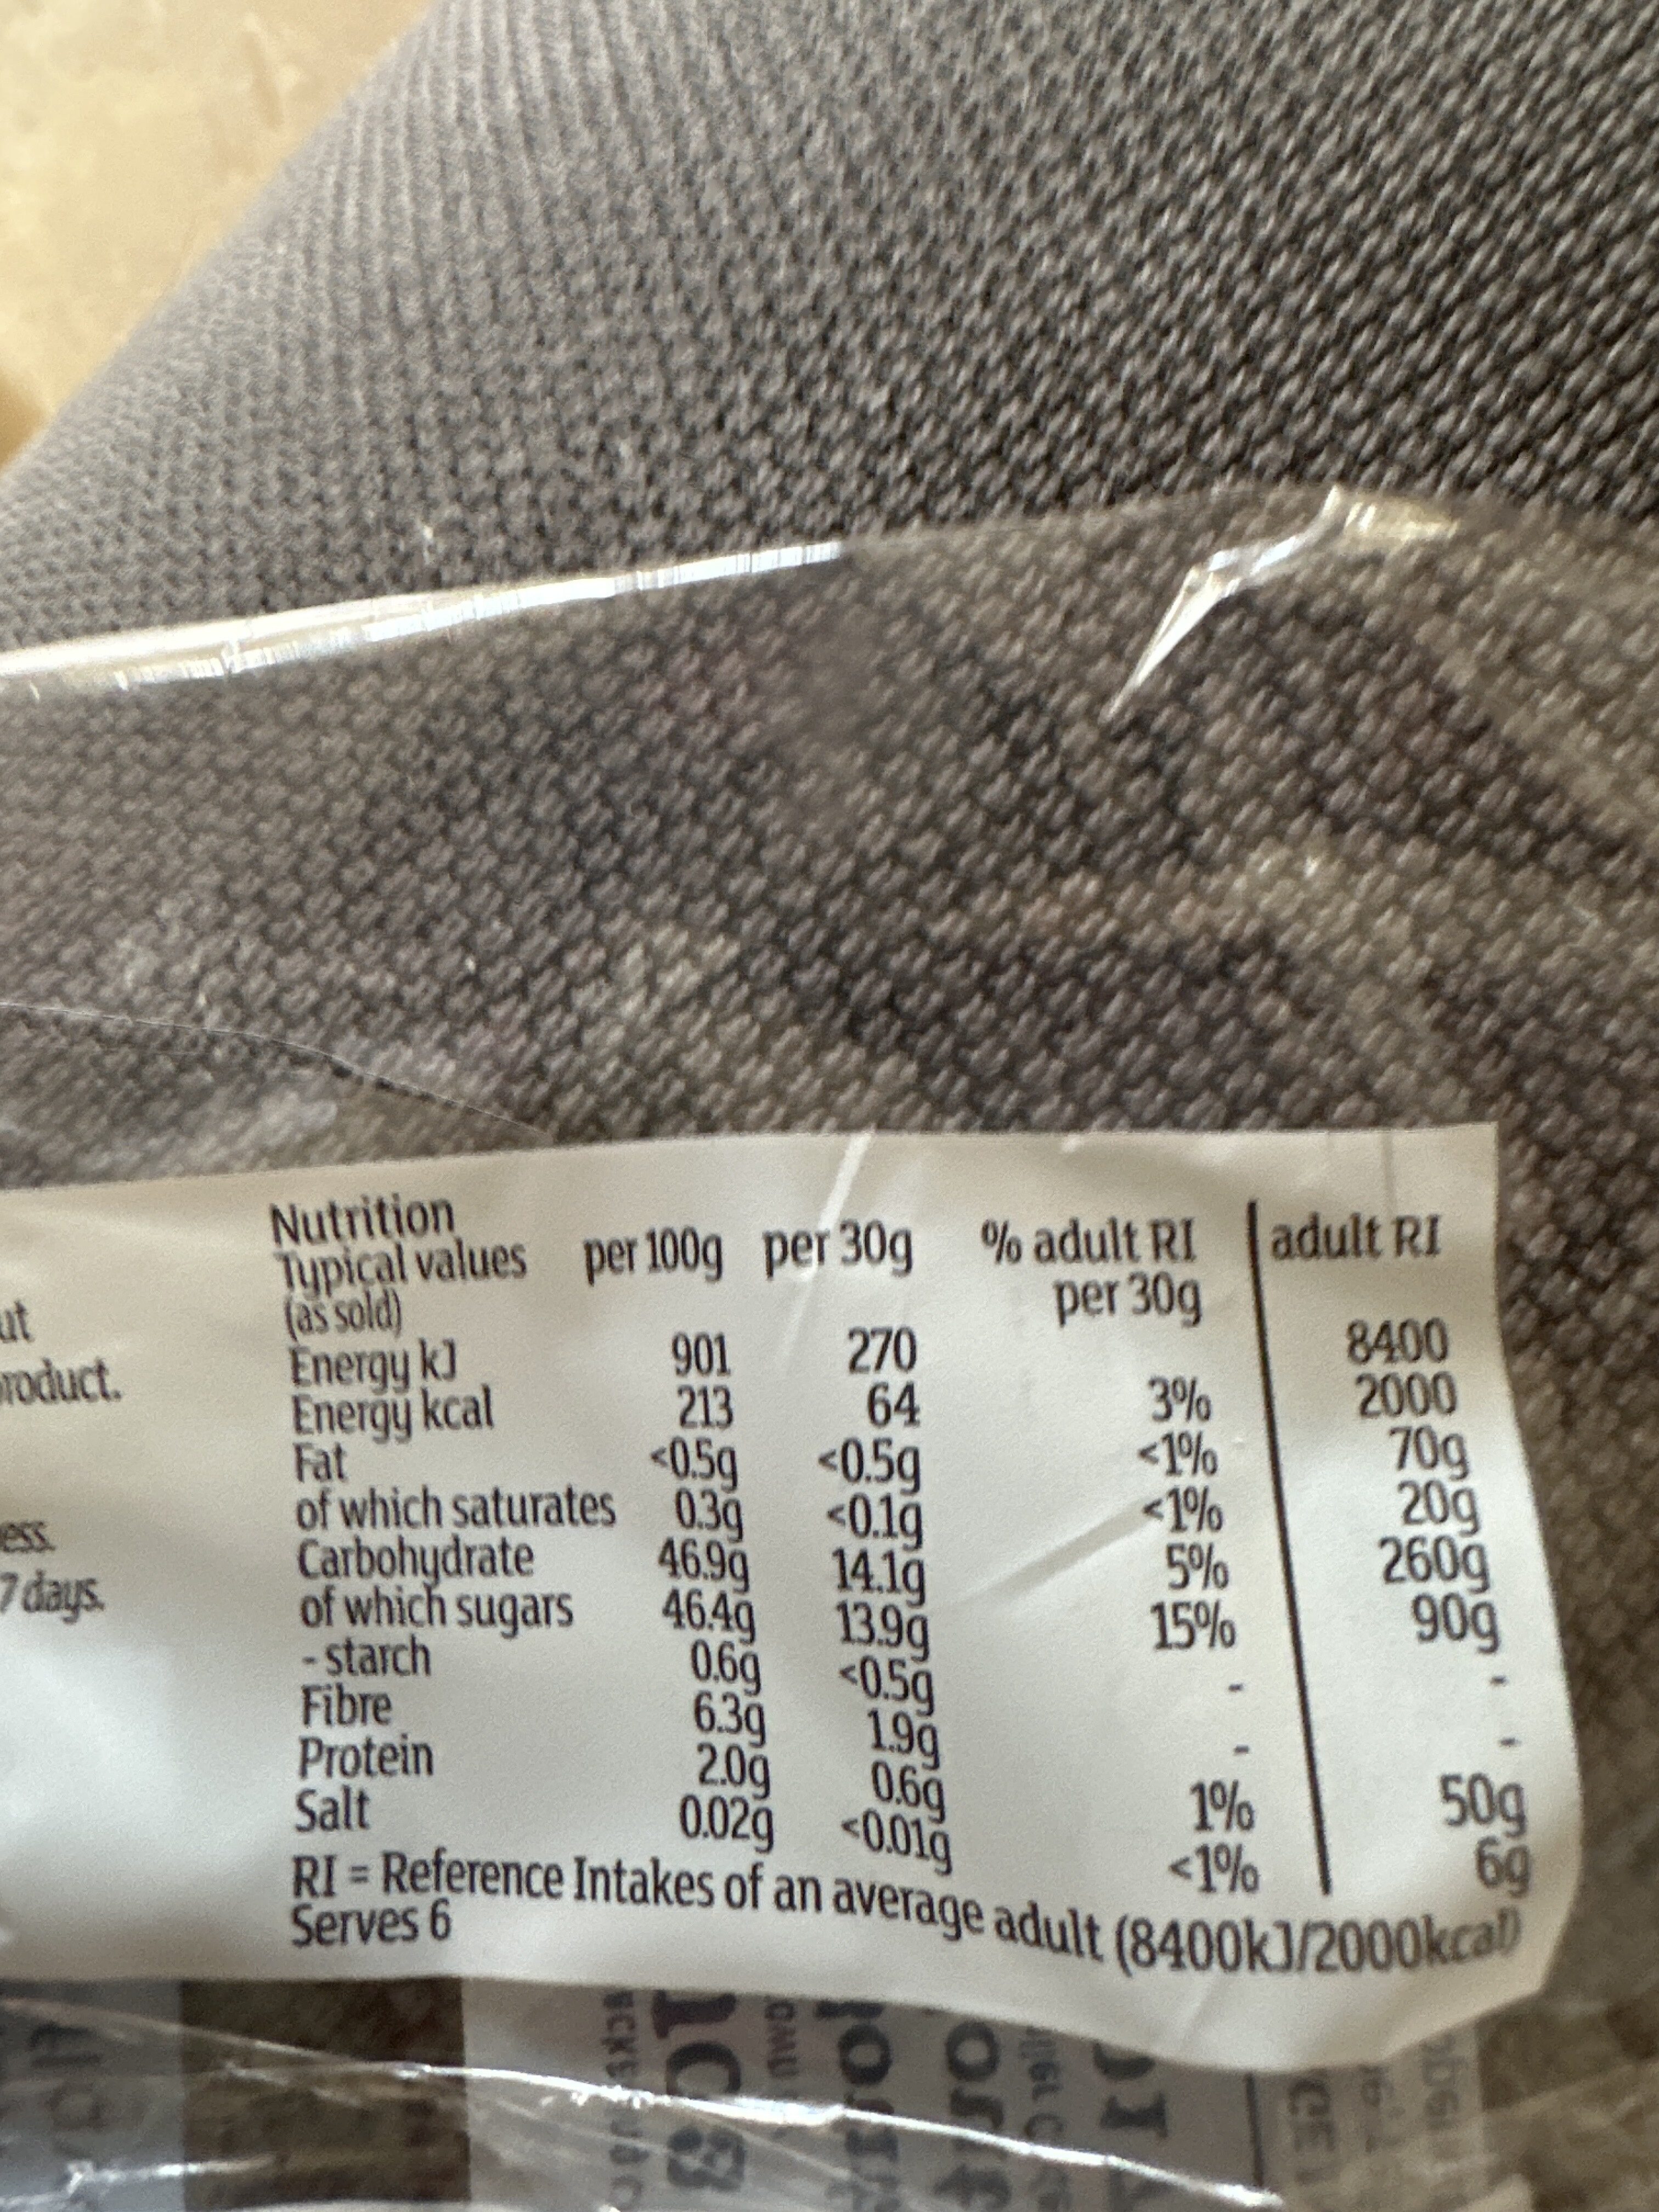 ut
product.
ess.
7 days.
Nutrition
Typical values per 100g per 30g % adult RI adult RI
(as sold) per 30g
Energy kJ 901 270 8400
Energy kcal 213 64 3% 2000
Fat <0.5g <0.5g <1% 70g
of which saturates 0.3g <0.1g <1% 20g
Carbohydrate 46.9g 14.1g 5% 260g
of which sugars 46.4g 13.9g 15% 90g
- starch 0.6g <0.5g - -
Fibre 6.3g 1.9g - -
Protein 2.0g 0.6g 1% 50g
Salt 0.02g <0.01g <1% 6g
RI = Reference Intakes of an average adult (8400kJ/2000kcal)
Serves 6